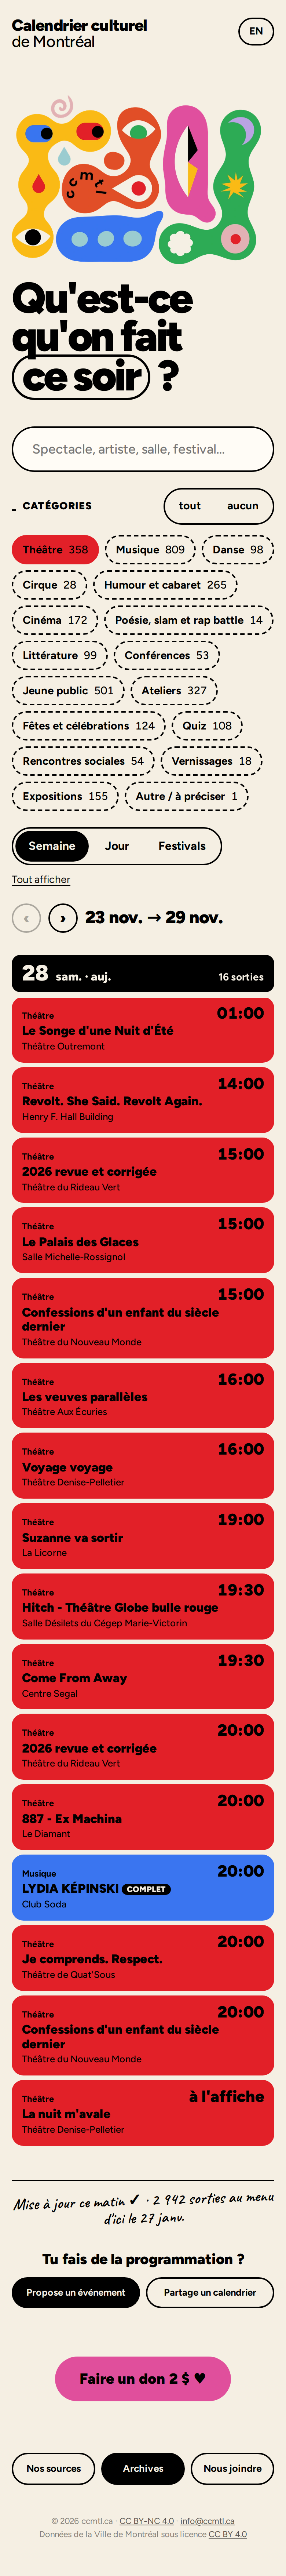 Calendrier culturel
de Montréal
EN
ccmtl
Qu'est-ce
qu'on fait
ce soir ?
Spectacle, artiste, salle, festival...
CATÉGORIES
tout aucun
Théâtre 358 Musique 809 Danse 98
Cirque 28 Humour et cabaret 265
Cinéma 172 Poésie, slam et rap battle 14
Littérature 99 Conférences 53
Jeune public 501 Ateliers 327
Fêtes et célébrations 124 Quiz 108
Rencontres sociales 54 Vernissages 18
Expositions 155 Autre / à préciser 1
Semaine Jour Festivals
Tout afficher
‹ › 23 nov. → 29 nov.
28 sam. · auj. 16 sorties
Théâtre 01:00
Le Songe d'une Nuit d'Été
Théâtre Outremont
Théâtre 14:00
Revolt. She Said. Revolt Again.
Henry F. Hall Building
Théâtre 15:00
2026 revue et corrigée
Théâtre du Rideau Vert
Théâtre 15:00
Le Palais des Glaces
Salle Michelle-Rossignol
Théâtre 15:00
Confessions d'un enfant du siècle
dernier
Théâtre du Nouveau Monde
Théâtre 16:00
Les veuves parallèles
Théâtre Aux Écuries
Théâtre 16:00
Voyage voyage
Théâtre Denise-Pelletier
Théâtre 19:00
Suzanne va sortir
La Licorne
Théâtre 19:30
Hitch - Théâtre Globe bulle rouge
Salle Désilets du Cégep Marie-Victorin
Théâtre 19:30
Come From Away
Centre Segal
Théâtre 20:00
2026 revue et corrigée
Théâtre du Rideau Vert
Théâtre 20:00
887 - Ex Machina
Le Diamant
Musique 20:00
LYDIA KÉPINSKI COMPLET
Club Soda
Théâtre 20:00
Je comprends. Respect.
Théâtre de Quat'Sous
Théâtre 20:00
Confessions d'un enfant du siècle
dernier
Théâtre du Nouveau Monde
Théâtre à l'affiche
La nuit m'avale
Théâtre Denise-Pelletier
Mise à jour ce matin ✓ · 2 942 sorties au menu
d'ici le 27 janv.
Tu fais de la programmation ?
Propose un événement Partage un calendrier
Faire un don 2 $ ♥
Nos sources Archives Nous joindre
© 2026 ccmtl.ca · CC BY-NC 4.0 · info@ccmtl.ca
Données de la Ville de Montréal sous licence CC BY 4.0